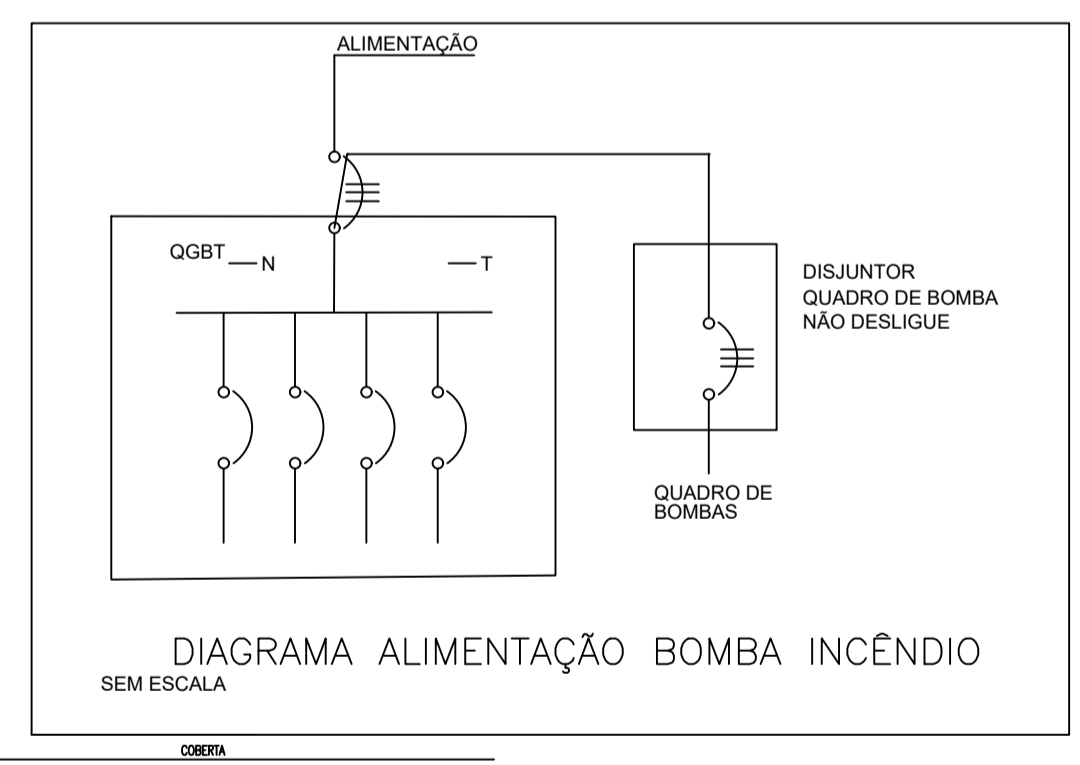 ALIMENTAÇÃO
QGBT
N
T
DISJUNTOR
QUADRO DE BOMBA
NÃO DESLIGUE
QUADRO DE
BOMBAS
DIAGRAMA ALIMENTAÇÃO BOMBA INCÊNDIO
SEM ESCALA
COBERTA